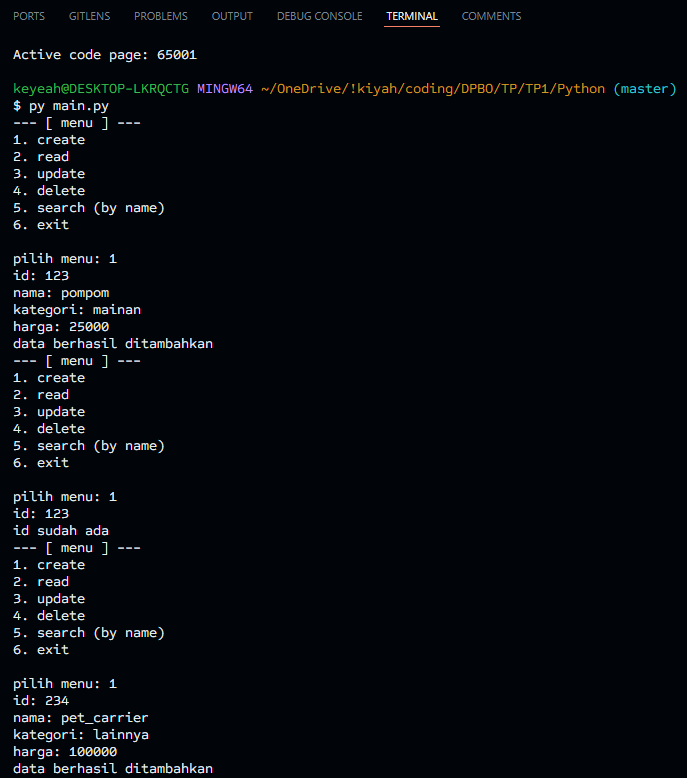 PORTS GITLENS PROBLEMS OUTPUT DEBUG CONSOLE TERMINAL COMMENTS
Active code page: 65001
keyeah@DESKTOP-LKRQCTG MINGW64 ~/OneDrive/!kiyah/coding/DPBO/TP/TP1/Python (master)
$ py main.py
--- [ menu ] ---
1. create
2. read
3. update
4. delete
5. search (by name)
6. exit
pilih menu: 1
id: 123
nama: pompom
kategori: mainan
harga: 25000
data berhasil ditambahkan
--- [ menu ] ---
1. create
2. read
3. update
4. delete
5. search (by name)
6. exit
pilih menu: 1
id: 123
id sudah ada
--- [ menu ] ---
1. create
2. read
3. update
4. delete
5. search (by name)
6. exit
pilih menu: 1
id: 234
nama: pet_carrier
kategori: lainnya
harga: 100000
data berhasil ditambahkan